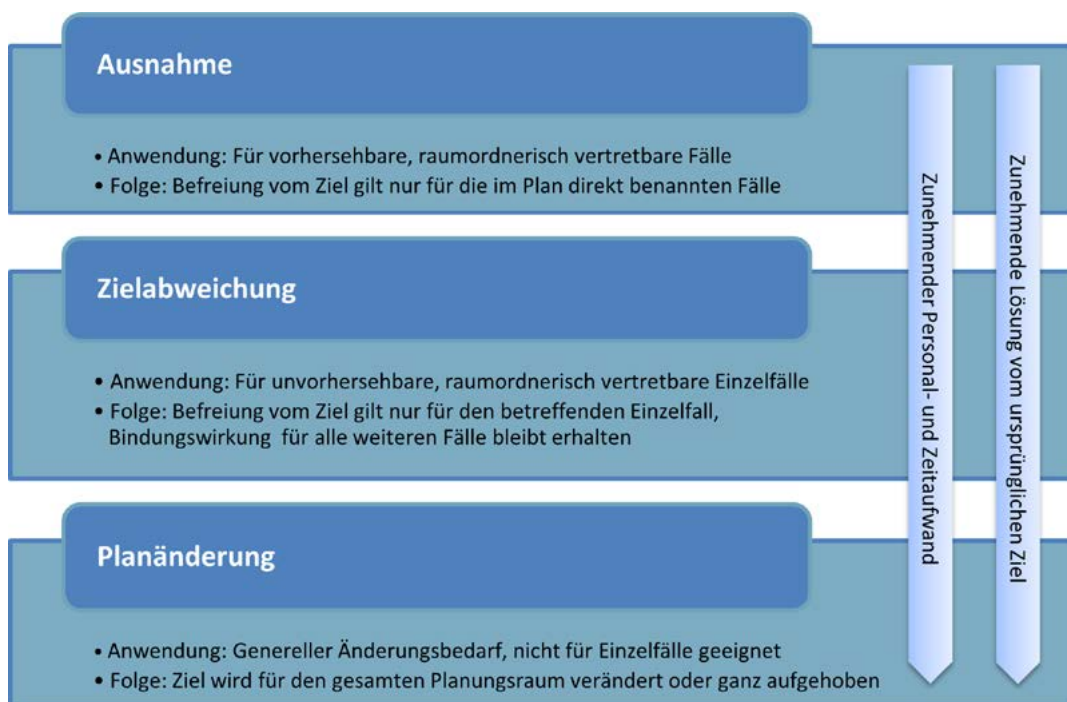 Ausnahme
• Anwendung: Für vorhersehbare, raumordnerisch vertretbare Fälle
• Folge: Befreiung vom Ziel gilt nur für die im Plan direkt benannten Fälle
Zielabweichung
• Anwendung: Für unvorhersehbare, raumordnerisch vertretbare Einzelfälle
• Folge: Befreiung vom Ziel gilt nur für den betreffenden Einzelfall,
Bindungswirkung für alle weiteren Fälle bleibt erhalten
Planänderung
• Anwendung: Genereller Änderungsbedarf, nicht für Einzelfälle geeignet
• Folge: Ziel wird für den gesamten Planungsraum verändert oder ganz aufgehoben
Zunehmender Personal- und Zeitaufwand
Zunehmende Lösung vom ursprünglichen Ziel